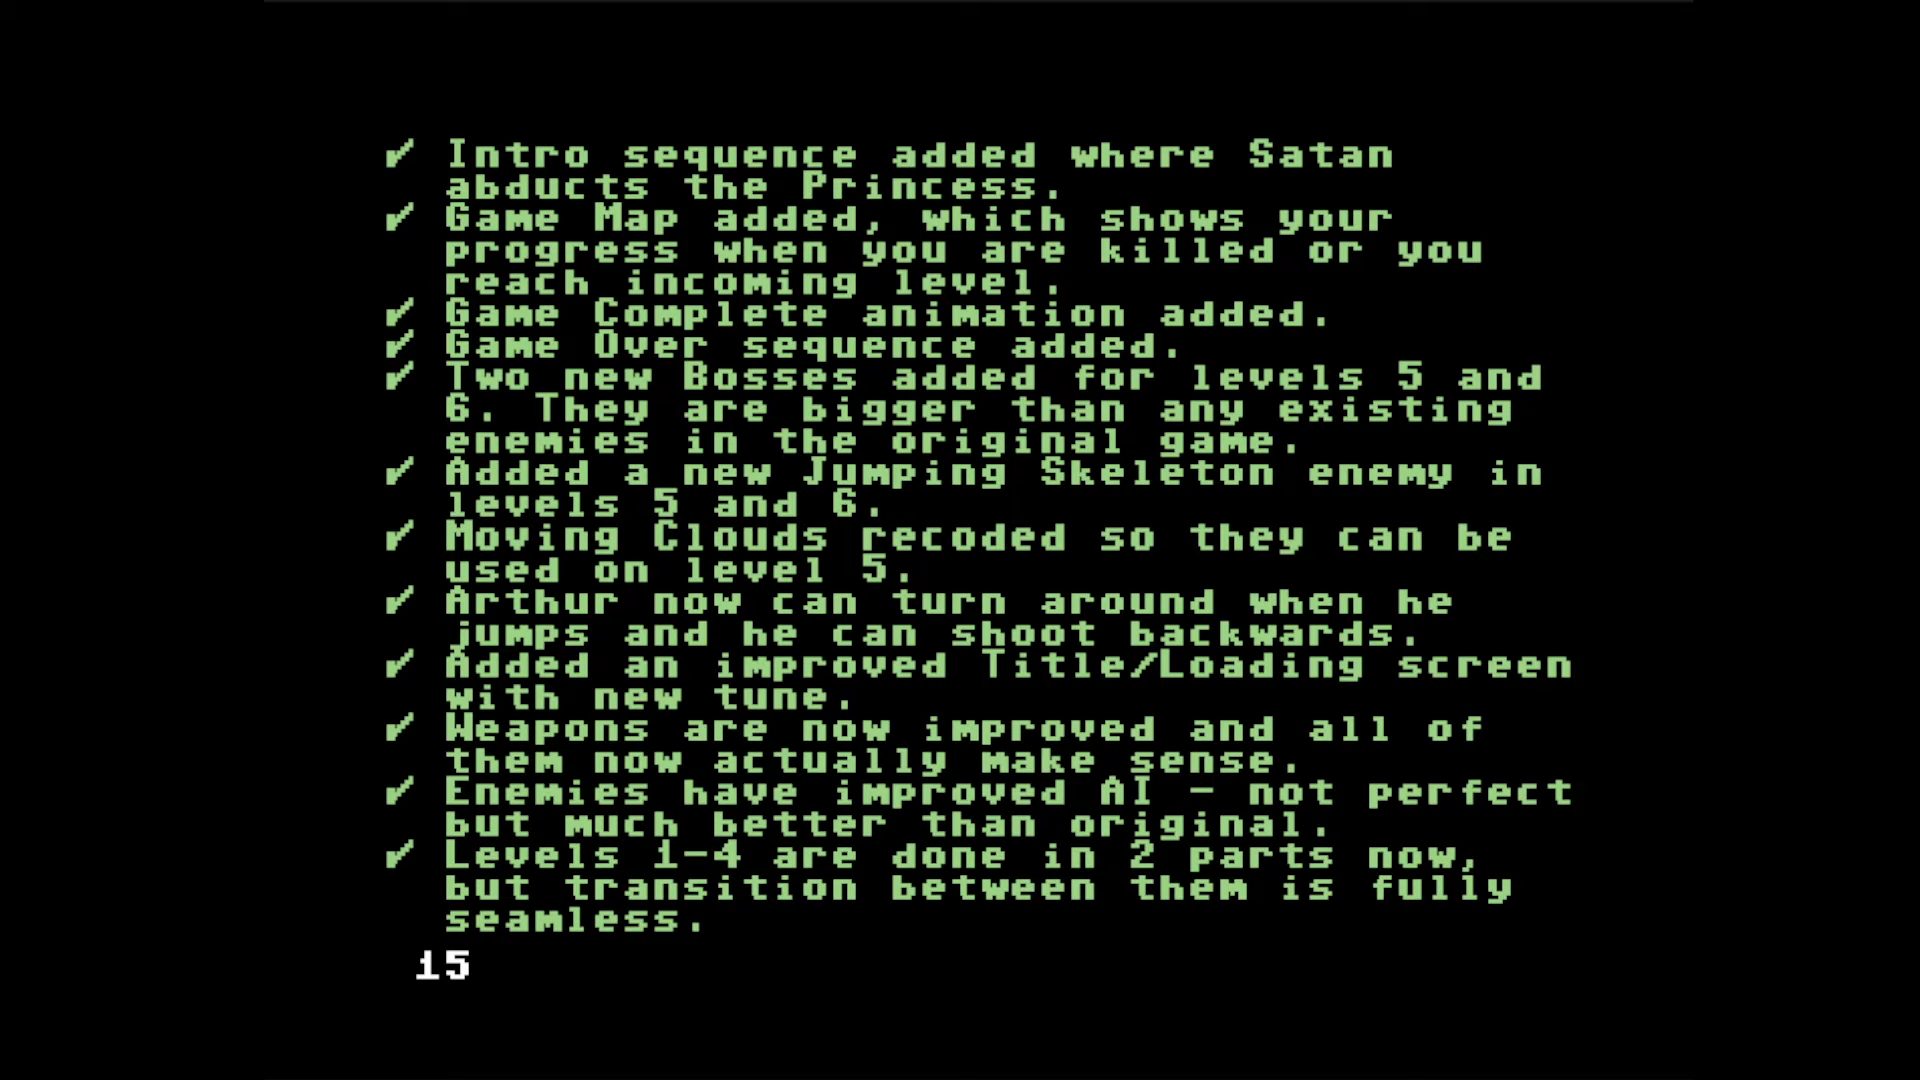 ✔ Intro sequence added where Satan
abducts the Princess.
✔ Game Map added, which shows your
progress when you are killed or you
reach incoming level.
✔ Game Complete animation added.
✔ Game Over sequence added.
✔ Two new Bosses added for levels 5 and
6. They are bigger than any existing
enemies in the original game.
✔ Added a new Jumping Skeleton enemy in
levels 5 and 6.
✔ Moving Clouds recoded so they can be
used on level 5.
✔ Arthur now can turn around when he
jumps and he can shoot backwards.
✔ Added an improved Title/Loading screen
with new tune.
✔ Weapons are now improved and all of
them now actually make sense.
✔ Enemies have improved AI - not perfect
but much better than original.
✔ Levels 1-4 are done in 2 parts now,
but transition between them is fully
seamless.
15